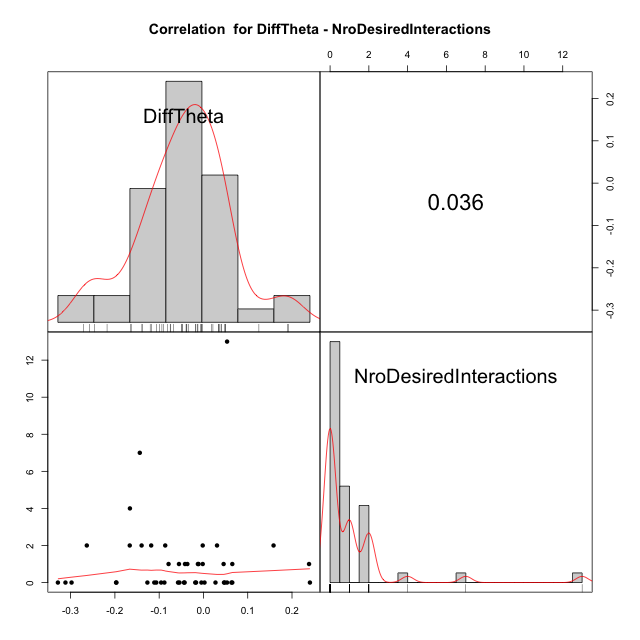 Correlation  for DiffTheta - NroDesiredInteractions
0 2 4 6 8 10 12
DiffTheta
0.036
0.2
0.1
0.0
-0.1
-0.2
-0.3
12
10
8
6
4
2
0
NroDesiredInteractions
-0.3 -0.2 -0.1 0.0 0.1 0.2